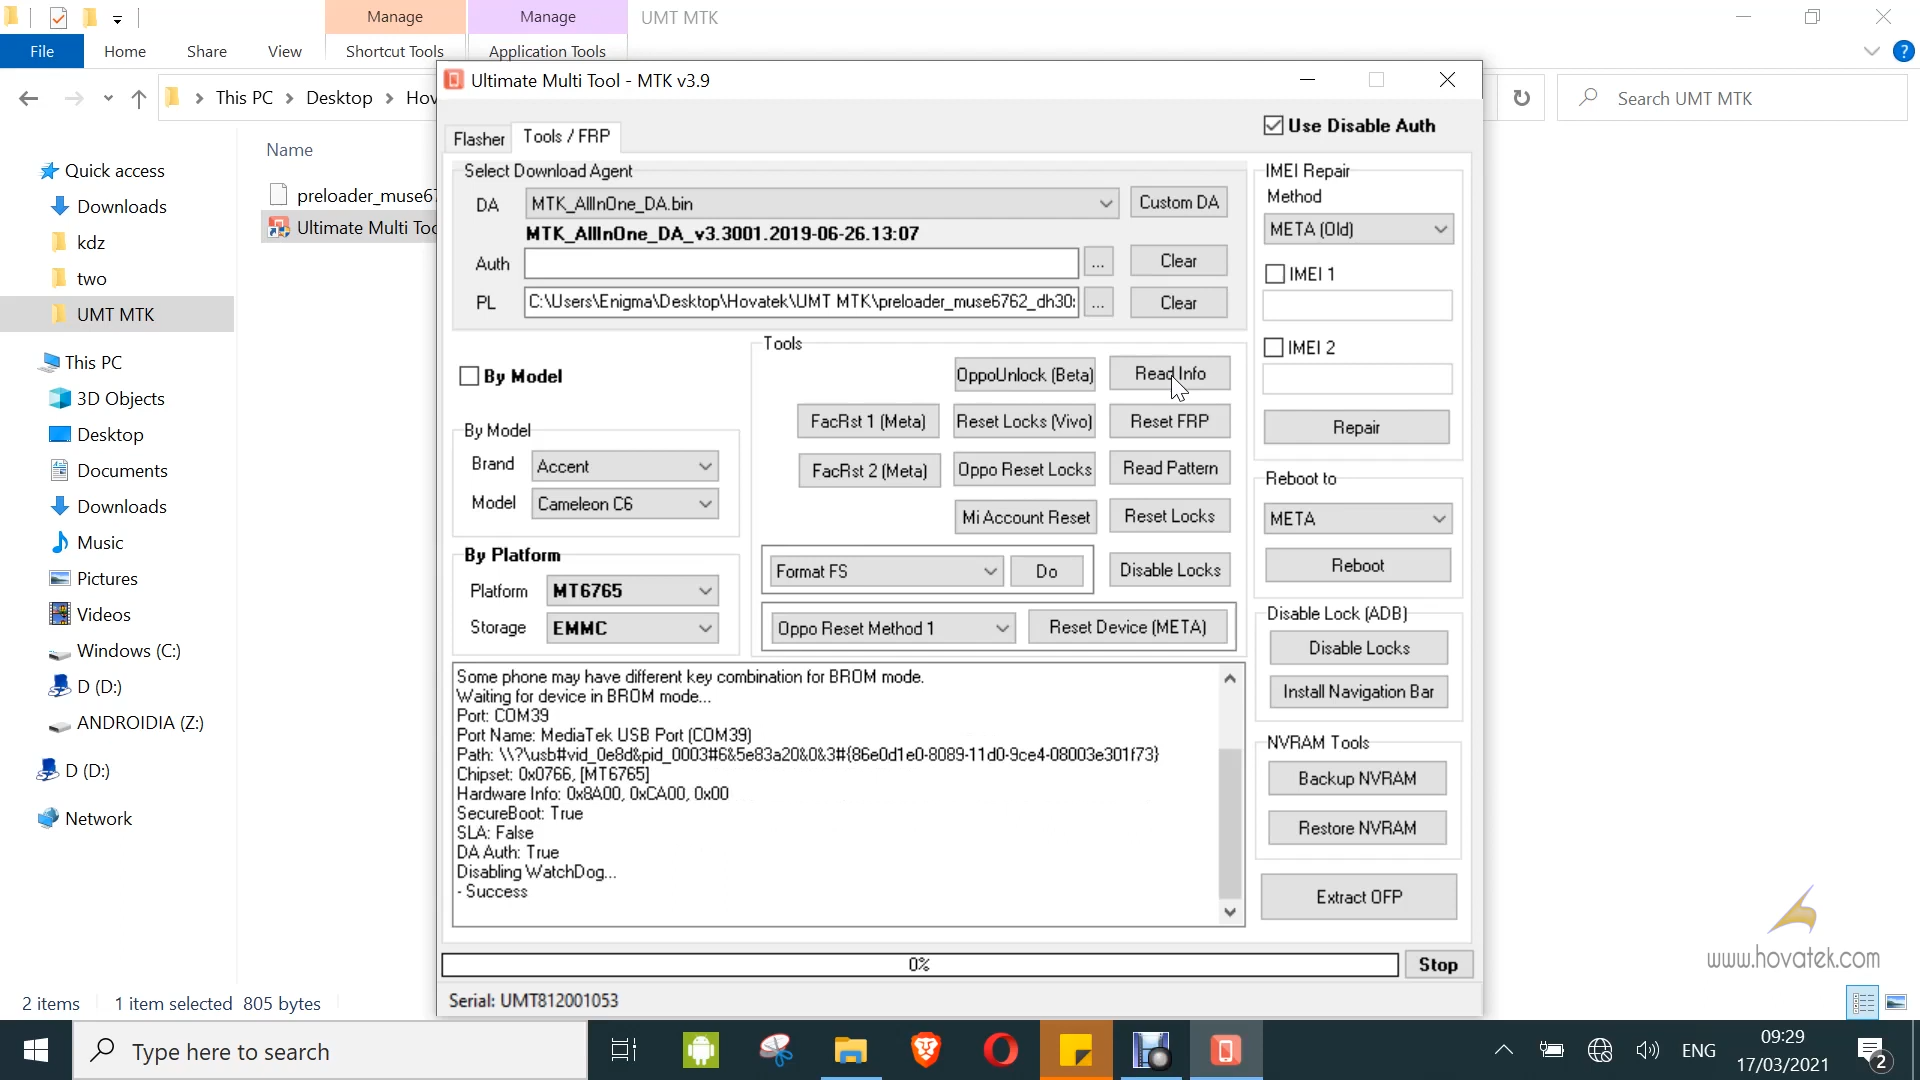 Manage
Manage
UMT MTK
File
Home
Share
View
Shortcut Tools
Application Tools
This PC
Desktop
Hov
Search UMT MTK
Name
Quick access
Downloads
kdz
two
UMT MTK
This PC
3D Objects
Desktop
Documents
Downloads
Music
Pictures
Videos
Windows (C:)
D (D:)
ANDROIDIA (Z:)
D (D:)
Network
preloader_muse67
Ultimate Multi Too
Ultimate Multi Tool - MTK v3.9
Flasher
Tools / FRP
Use Disable Auth
Select Download Agent
DA
MTK_AllInOne_DA.bin
Custom DA
MTK_AllInOne_DA_v3.3001.2019-06-26.13:07
Auth
...
Clear
PL
C:\Users\Enigma\Desktop\Hovatek\UMT MTK\preloader_muse6762_dh30
...
Clear
By Model
By Model
Brand
Accent
Model
Cameleon C6
By Platform
Platform
MT6765
Storage
EMMC
Tools
OppoUnlock (Beta)
Read Info
FacRst 1 (Meta)
Reset Locks (Vivo)
Reset FRP
FacRst 2 (Meta)
Oppo Reset Locks
Read Pattern
Mi Account Reset
Reset Locks
Format FS
Do
Disable Locks
Oppo Reset Method 1
Reset Device (META)
IMEI Repair
Method
META (Old)
IMEI 1
IMEI 2
Repair
Reboot to
META
Reboot
Disable Lock (ADB)
Disable Locks
Install Navigation Bar
NVRAM Tools
Backup NVRAM
Restore NVRAM
Extract OFP
Some phone may have different key combination for BROM mode.
Waiting for device in BROM mode...
Port: COM39
Port Name: MediaTek USB Port (COM39)
Path: \\?\usb#vid_0e8d&pid_0003#6&5e83a20&0&3#{86e0d1e0-8089-11d0-9ce4-08003e301f73}
Chipset: 0x0766, [MT6765]
Hardware Info: 0x8A00, 0xCA00, 0x00
SecureBoot: True
SLA: False
DA Auth: True
Disabling WatchDog...
- Success
0%
Stop
Serial: UMT812001053
www.hovatek.com
2 items
1 item selected 805 bytes
Type here to search
ENG
09:29
17/03/2021
2